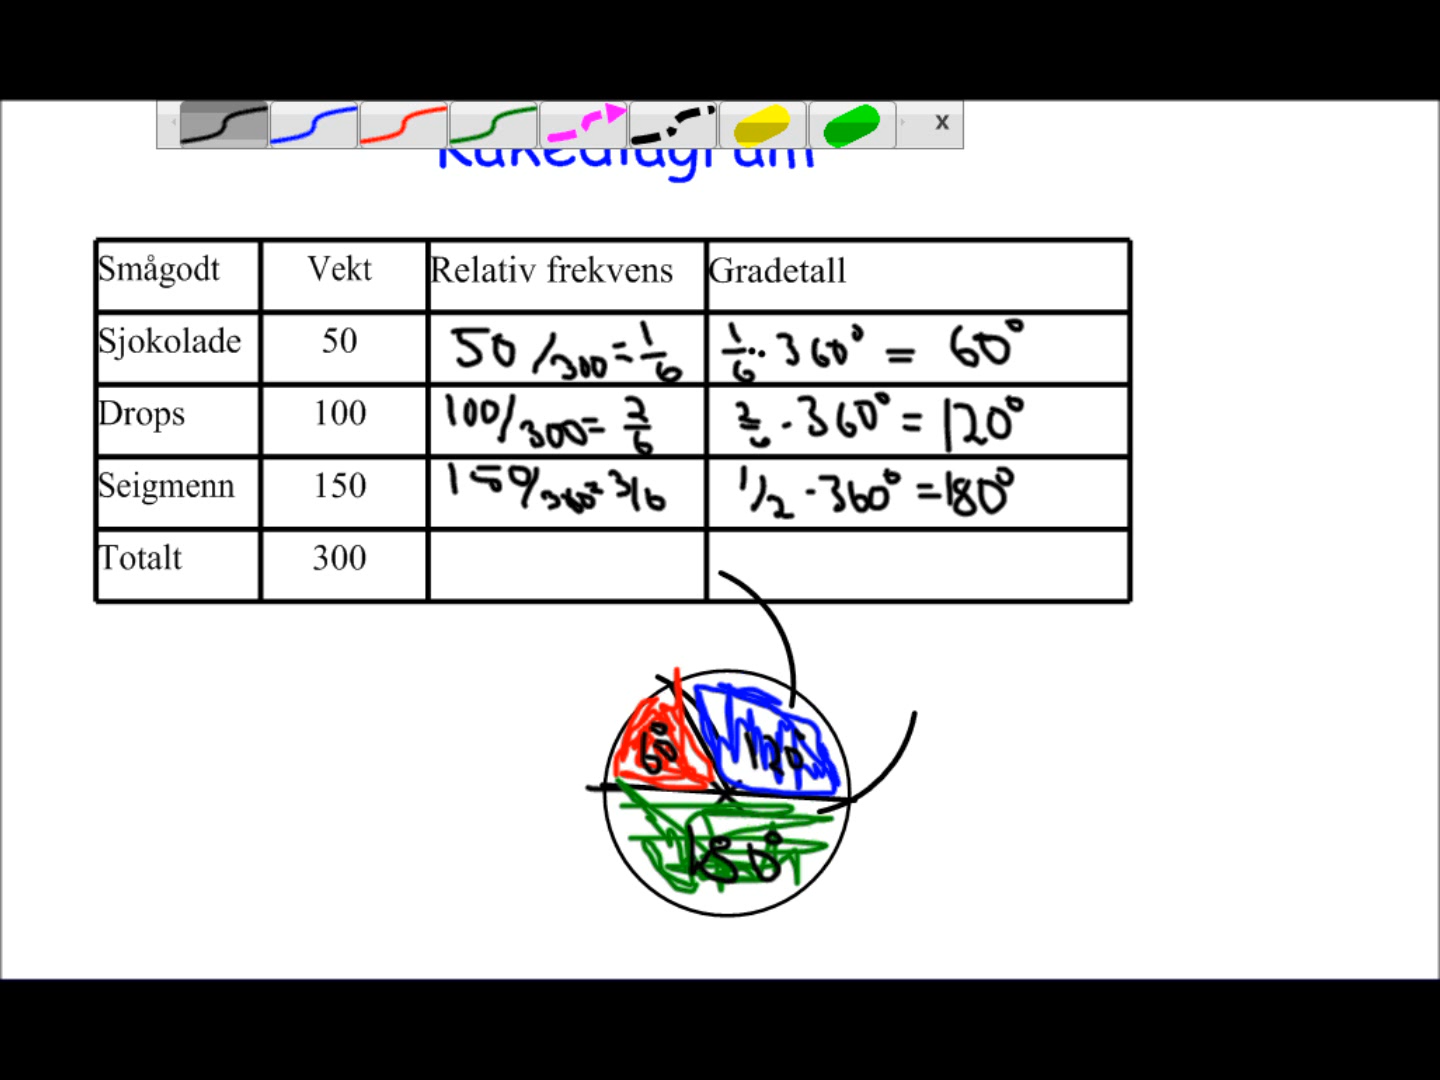 Kakediagram
x
Smågodt Vekt Relativ frekvens Gradetall
Sjokolade 50 50/300=1/6 1/6·360°=60°
Drops 100 100/300=2/6 2/6·360°=120°
Seigmenn 150 150/300=3/6 1/2·360°=180°
Totalt 300
60° 120°
180°